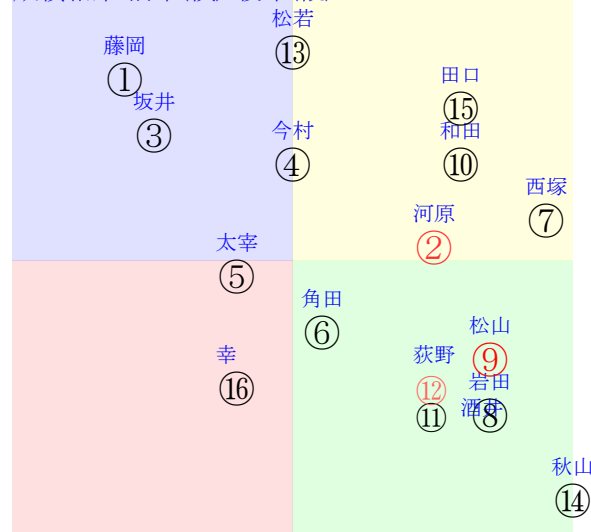 松若
⑬
藤岡
①
田口
⑮
坂井
③
今村
④
和田
⑩
西塚
⑦
河原
②
太宰
⑤
角田
⑥
松山
⑨
幸
⑯
荻野
⑫
⑪
岩田
酒井
⑧
秋山
⑭